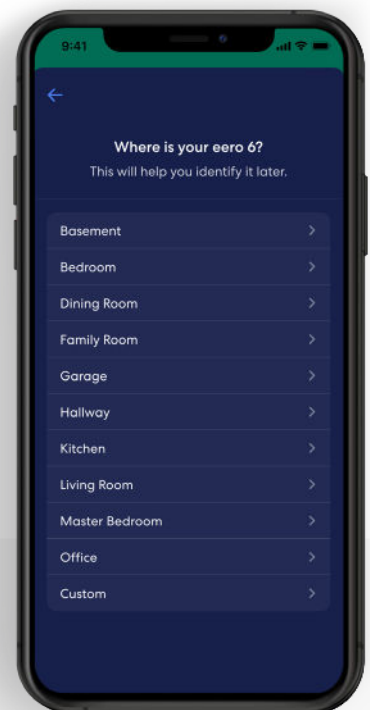 9:41
Where is your eero 6?
This will help you identify it later.
Basement
Bedroom
Dining Room
Family Room
Garage
Hallway
Kitchen
Living Room
Master Bedroom
Office
Custom